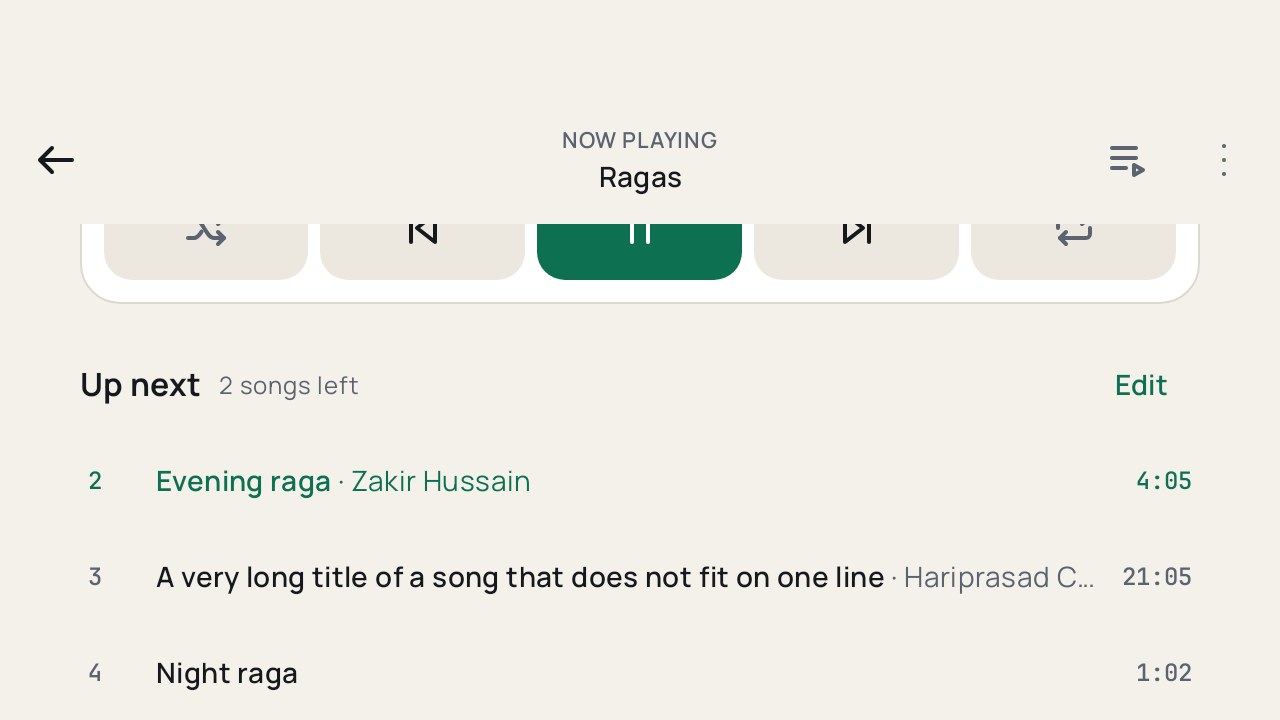 NOW PLAYING
Ragas
Up next 2 songs left Edit
2 Evening raga · Zakir Hussain 4:05
3 A very long title of a song that does not fit on one line · Hariprasad C... 21:05
4 Night raga 1:02